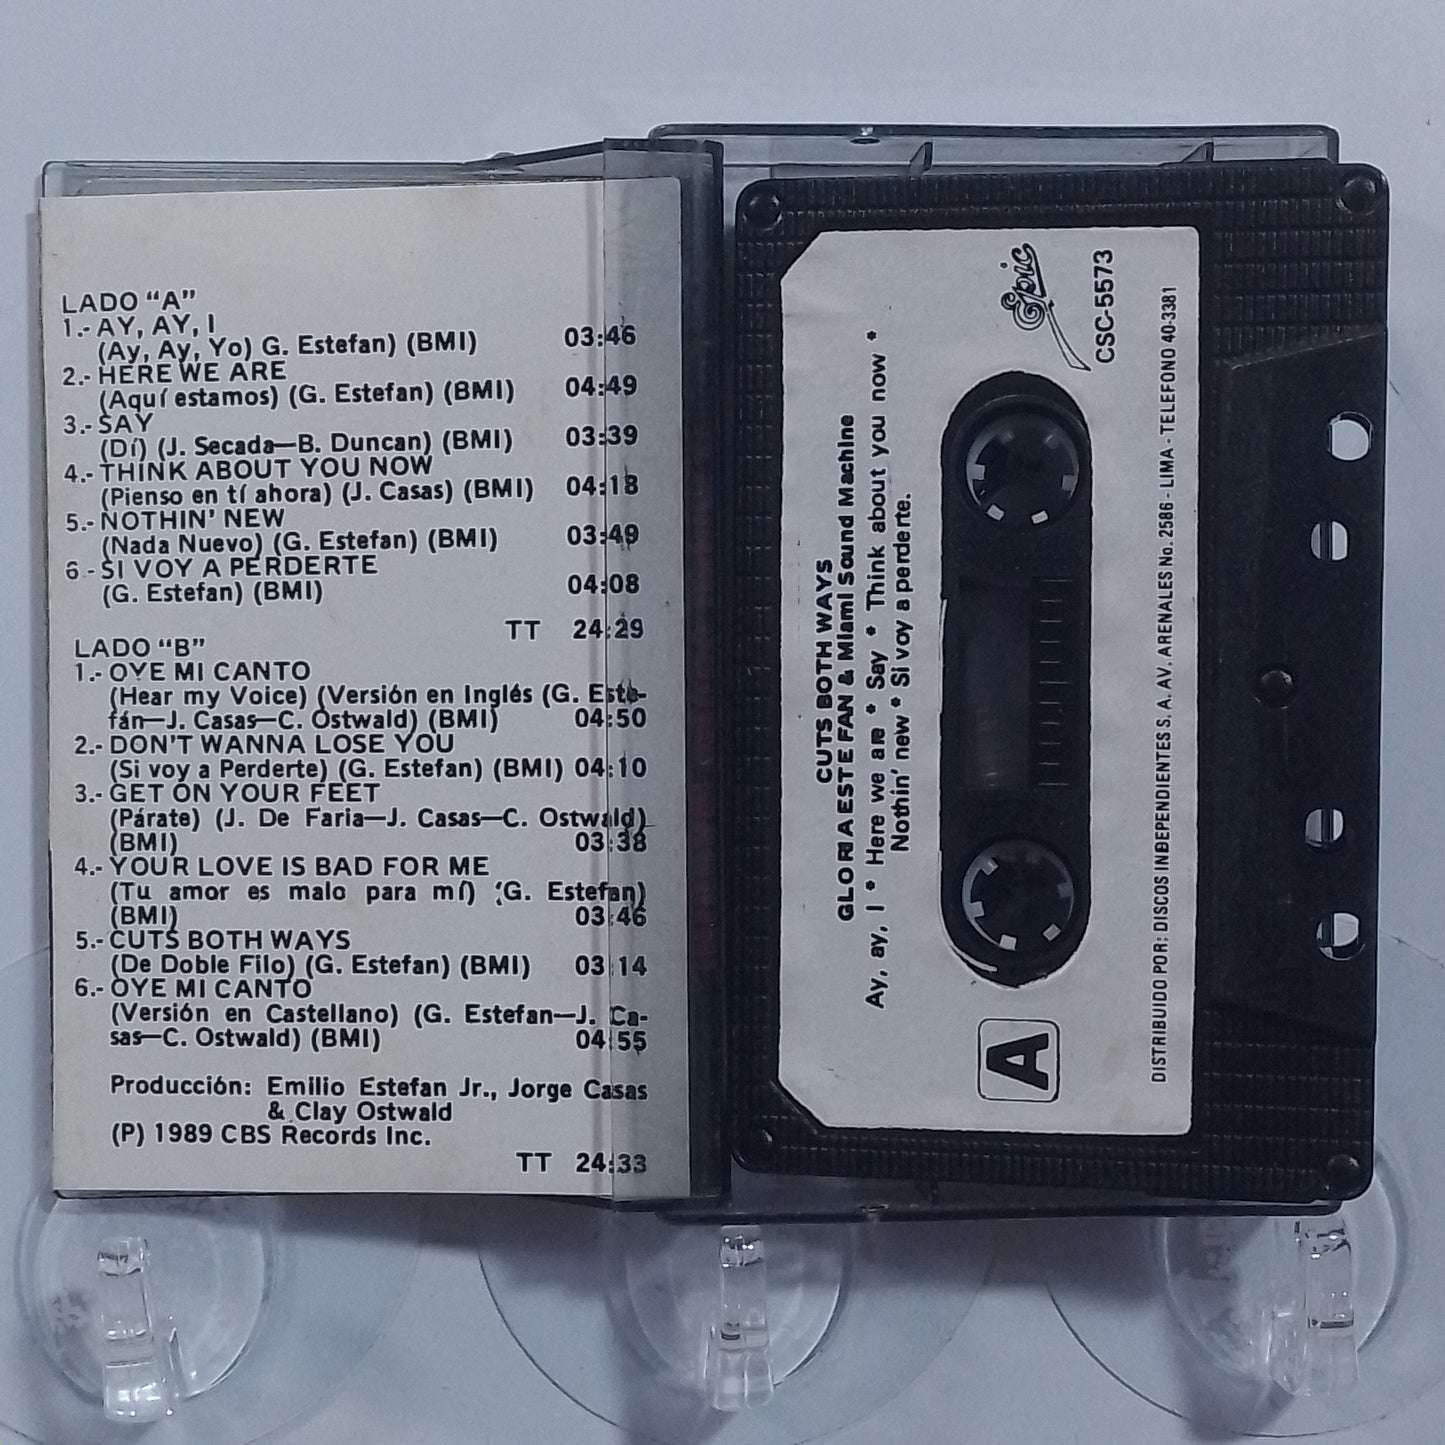 LADO "A"
1.- AY, AY, I
(Ay, Ay, Yo) G. Estefan) (BMI) 03:46
2.- HERE WE ARE
(Aquí estamos) (G. Estefan) (BMI) 04:49
3.- SAY
(Dí) (J. Secada—B. Duncan) (BMI) 03:39
4.- THINK ABOUT YOU NOW
(Pienso en tí ahora) (J. Casas) (BMI) 04:18
5.- NOTHIN' NEW
(Nada Nuevo) (G. Estefan) (BMI) 03:49
6.- SI VOY A PERDERTE
(G. Estefan) (BMI) 04:08
TT 24:29
LADO "B"
1.- OYE MI CANTO
(Hear my Voice) (Versión en Inglés (G. Este-
fán—J. Casas—C. Ostwald) (BMI) 04:50
2.- DON'T WANNA LOSE YOU
(Si voy a Perderte) (G. Estefan) (BMI) 04:10
3.- GET ON YOUR FEET
(Párate) (J. De Faria—J. Casas—C. Ostwald)
(BMI) 03:38
4.- YOUR LOVE IS BAD FOR ME
(Tu amor es malo para mí) (G. Estefan)
(BMI) 03:46
5.- CUTS BOTH WAYS
(De Doble Filo) (G. Estefan) (BMI) 03:14
6.- OYE MI CANTO
(Versión en Castellano) (G. Estefan—J. Ca-
sas—C. Ostwald) (BMI) 04:55
Producción: Emilio Estefan Jr., Jorge Casas
& Clay Ostwald
(P) 1989 CBS Records Inc.
TT 24:33
CUTS BOTH WAYS
GLORIA ESTEFAN & Miami Sound Machine
Ay, ay, I * Here we are * Say * Think about you now *
Nothin' new * Si voy a perderte.
A
Epic
CSC-5573
DISTRIBUIDO POR: DISCOS INDEPENDIENTES S. A. AV. ARENALES No. 2586 - LIMA - TELEFONO 40-3381